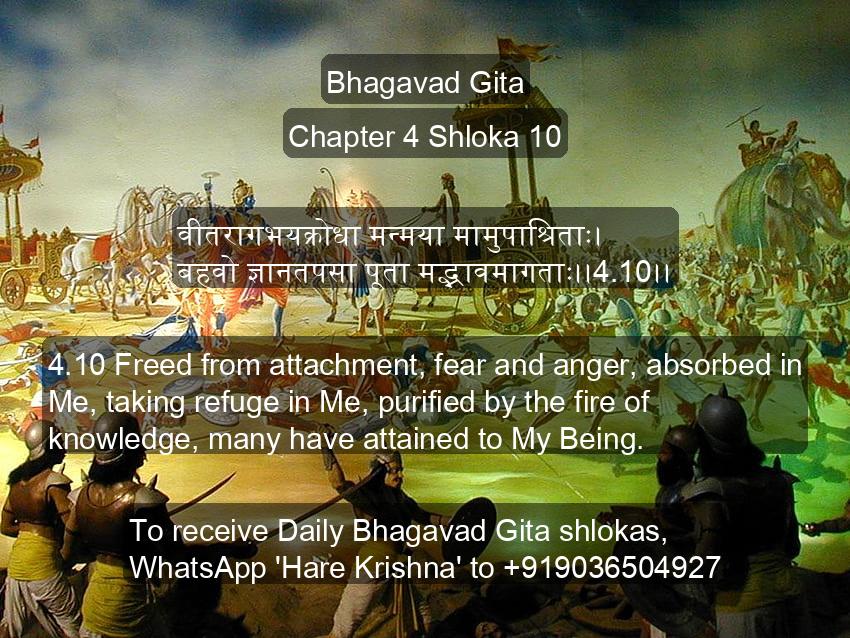 Bhagavad Gita
Chapter 4 Shloka 10
वीतरागभयक्रोधा मन्मया मामुपाश्रिताः।
बहवो ज्ञानतपसा पूता मद्भावमागताः।।4.10।।
4.10 Freed from attachment, fear and anger, absorbed in
Me, taking refuge in Me, purified by the fire of
knowledge, many have attained to My Being.
To receive Daily Bhagavad Gita shlokas,
WhatsApp 'Hare Krishna' to +919036504927